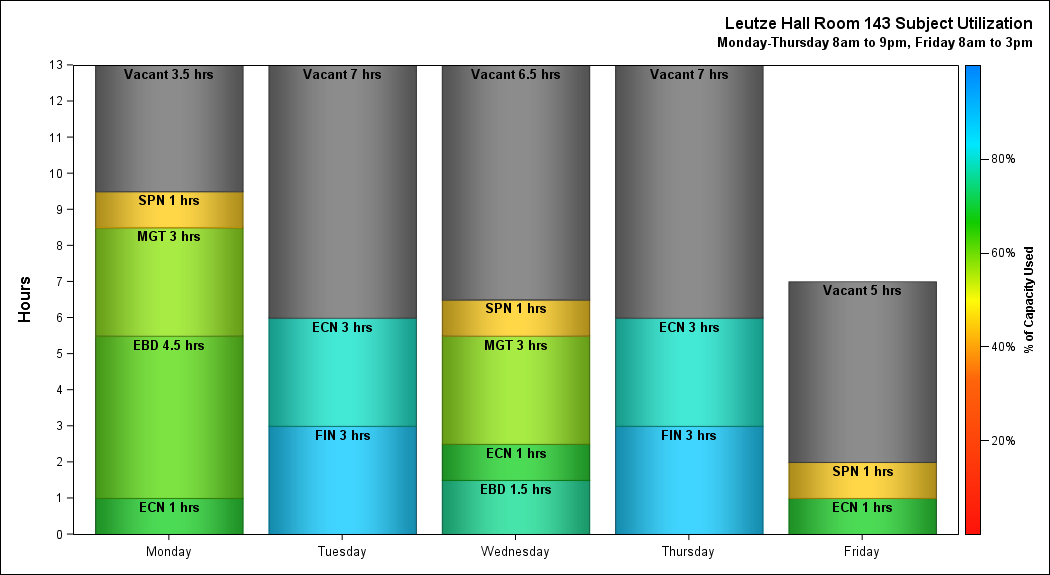 Leutze Hall Room 143 Subject Utilization
Monday-Thursday 8am to 9pm, Friday 8am to 3pm
Hours
13
12
11
10
9
8
7
6
5
4
3
2
1
0
Vacant 3.5 hrs
SPN 1 hrs
MGT 3 hrs
EBD 4.5 hrs
ECN 1 hrs
Monday
Vacant 7 hrs
ECN 3 hrs
FIN 3 hrs
Tuesday
Vacant 6.5 hrs
SPN 1 hrs
MGT 3 hrs
ECN 1 hrs
EBD 1.5 hrs
Wednesday
Vacant 7 hrs
ECN 3 hrs
FIN 3 hrs
Thursday
Vacant 5 hrs
SPN 1 hrs
ECN 1 hrs
Friday
80%
60%
40%
20%
% of Capacity Used